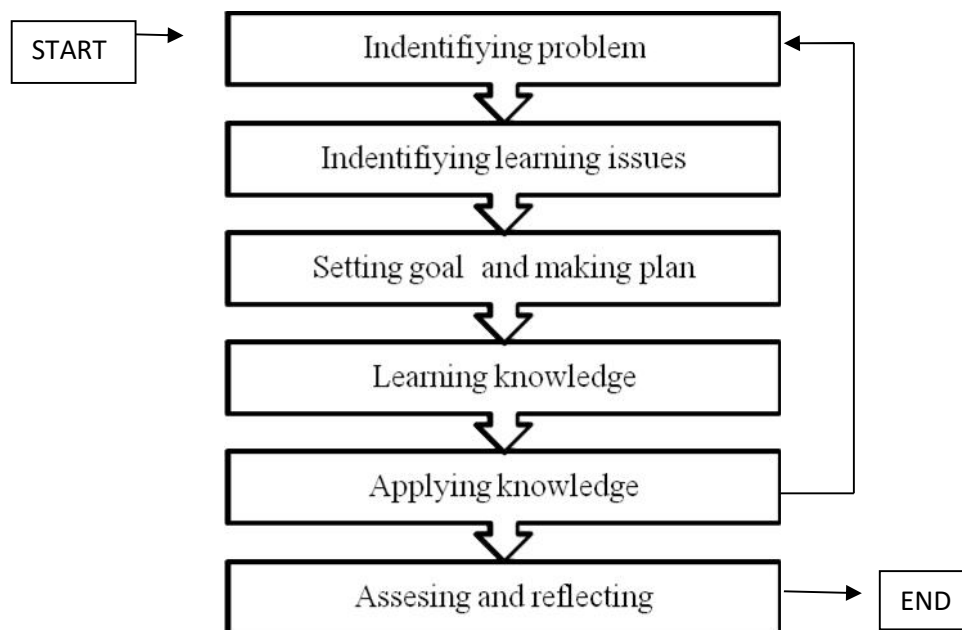 START
Indentifiying problem
Indentifiying learning issues
Setting goal and making plan
Learning knowledge
Applying knowledge
Assesing and reflecting
END